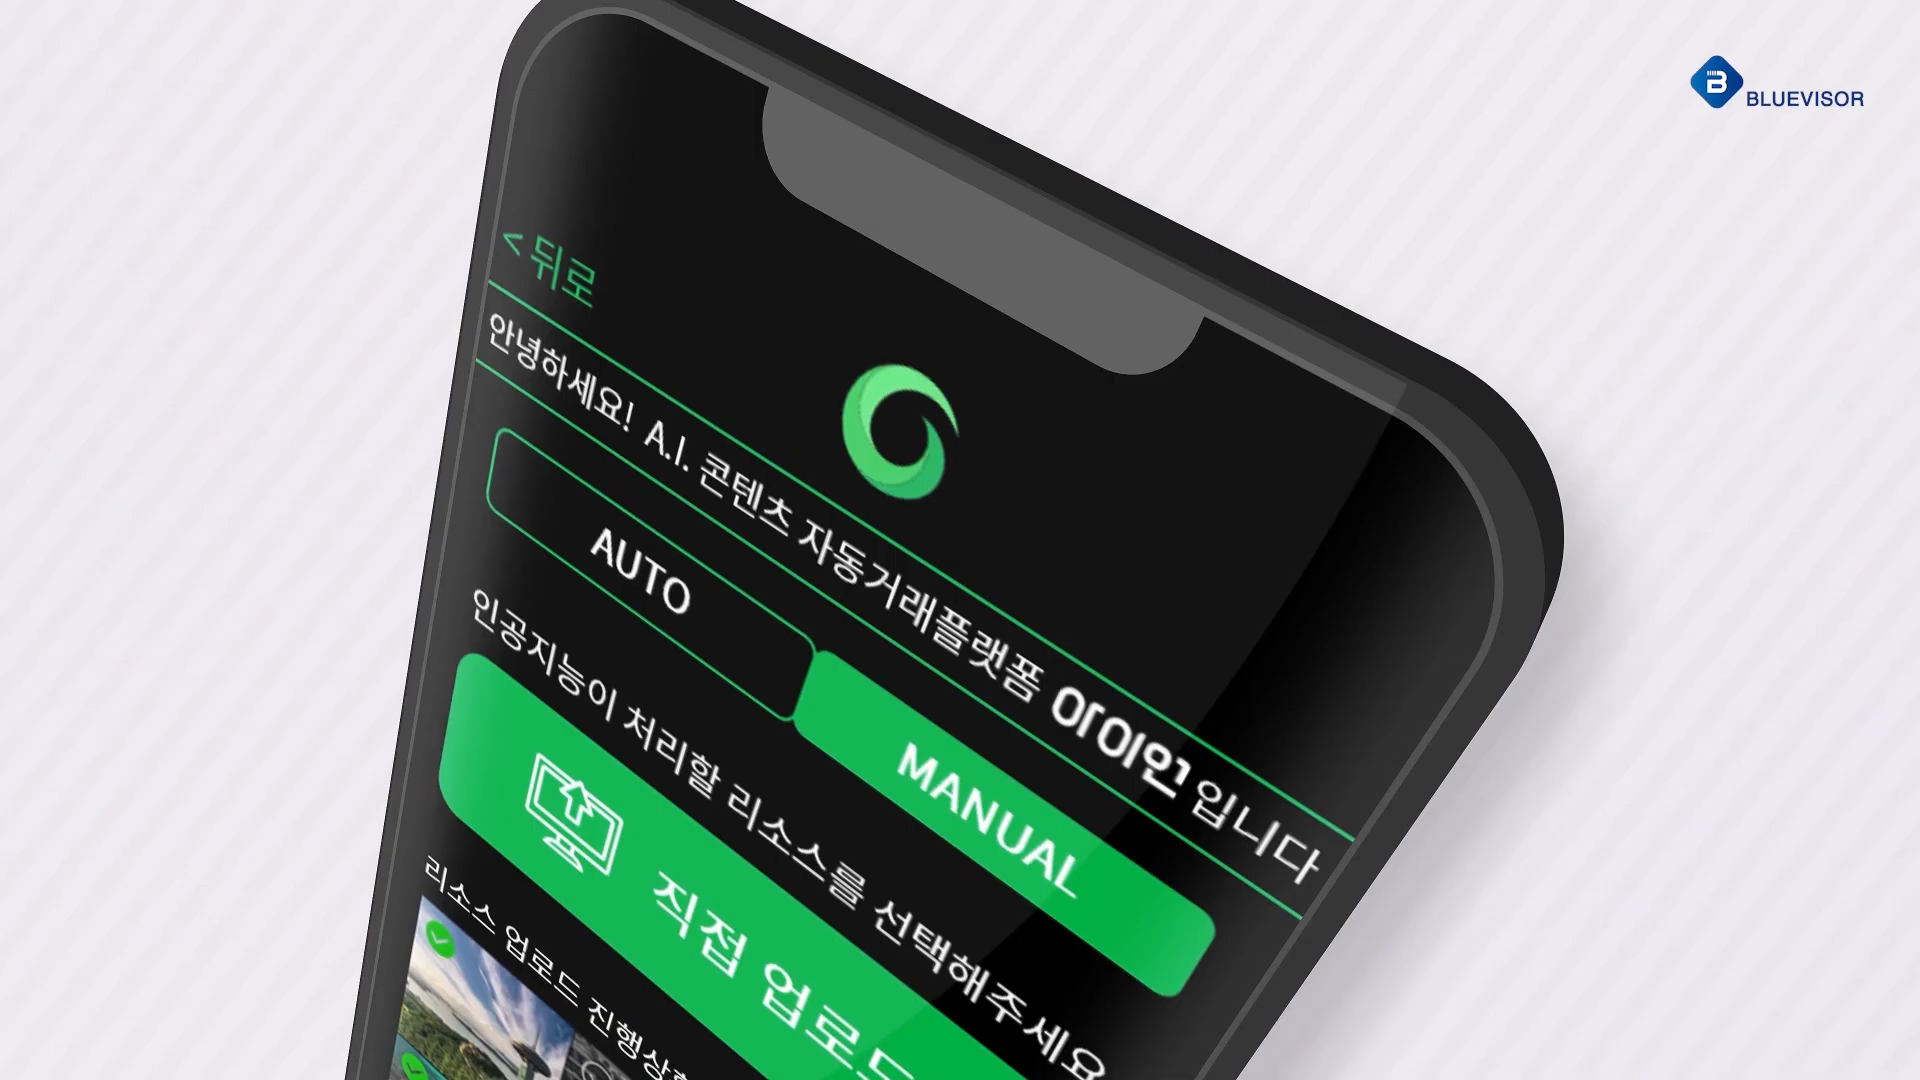 BLUEVISOR
< 뒤로
안녕하세요! A.I. 콘텐츠 자동거래플랫폼 아이인 입니다
AUTO
MANUAL
인공지능이 처리할 리소스를 선택해주세요
직접 업로드
리소스 업로드 진행상